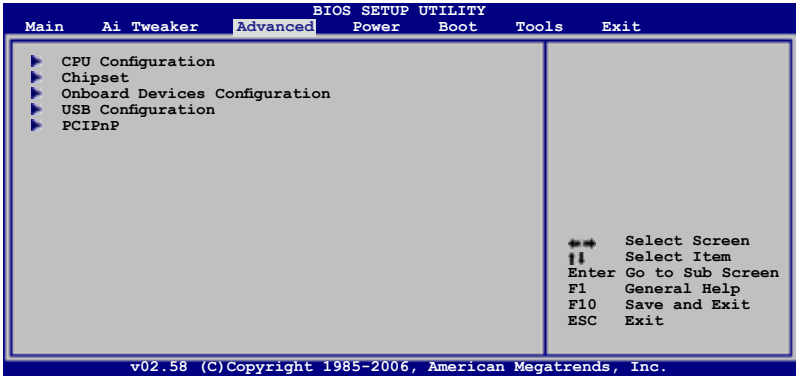 BIOS SETUP UTILITY
Main Ai Tweaker Advanced Power Boot Tools Exit
CPU Configuration
Chipset
Onboard Devices Configuration
USB Configuration
PCIPnP
Select Screen
Select Item
Enter Go to Sub Screen
F1 General Help
F10 Save and Exit
ESC Exit
v02.58 (C)Copyright 1985-2006, American Megatrends, Inc.